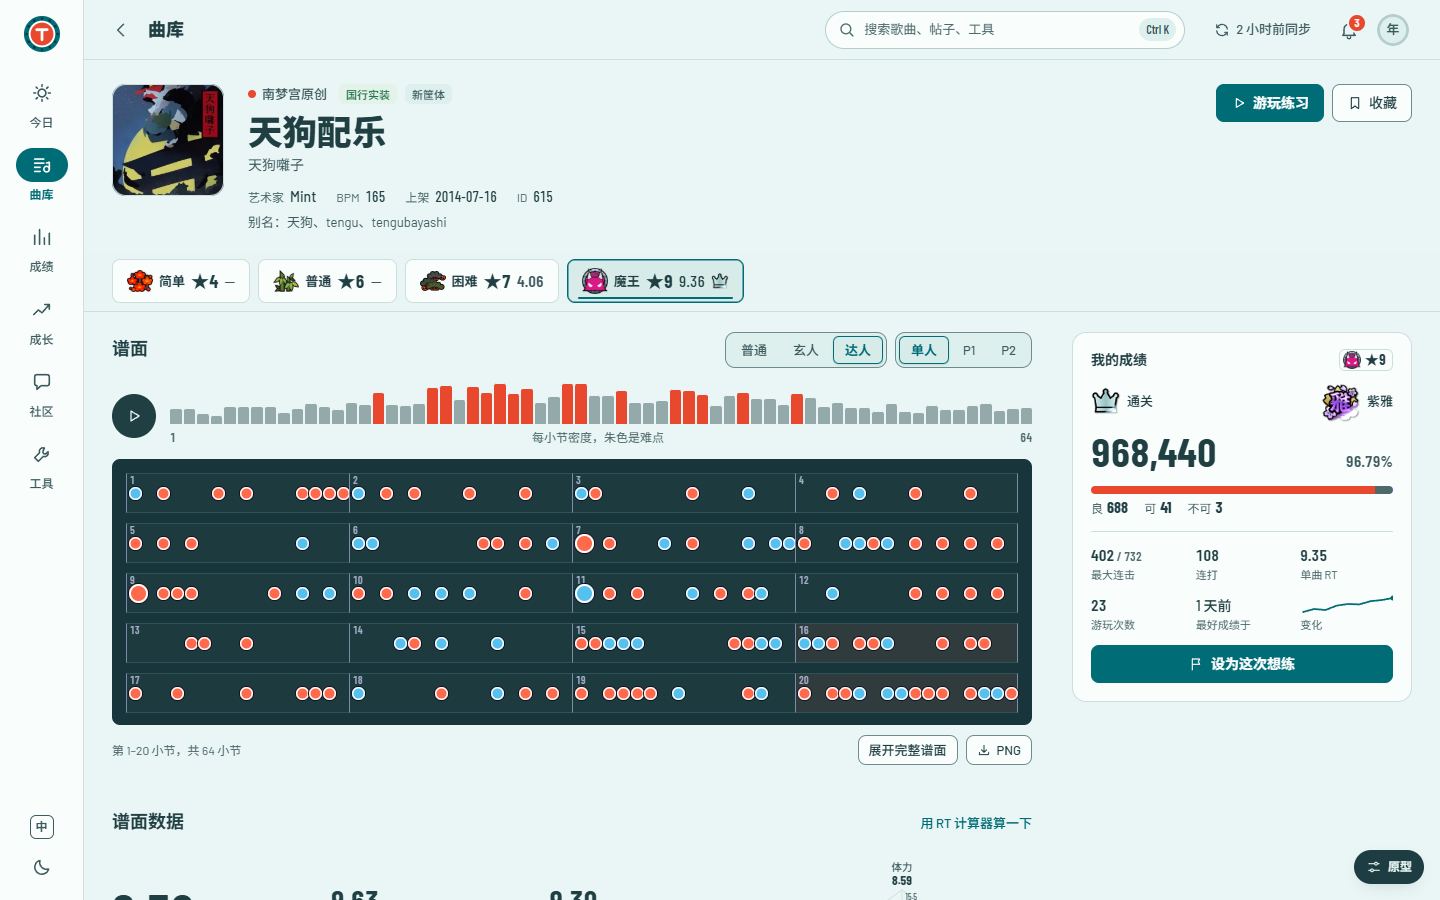 T
曲库
搜索歌曲、帖子、工具
Ctrl K
2 小时前同步
3
年
今日
曲库
成绩
成长
社区
工具
中
天狗囃子
南梦宫原创 国行实装 新筐体
天狗配乐
天狗囃子
艺术家 Mint BPM 165 上架 2014-07-16 ID 615
别名：天狗、tengu、tengubayashi
游玩练习
收藏
简单 ★4 —
普通 ★6 —
困难 ★7 4.06
魔王 ★9 9.36
谱面
普通 玄人 达人
单人 P1 P2
1 每小节密度，朱色是难点 64
1 2 3 4
5 6 7 8
9 10 11 12
13 14 15 16
17 18 19 20
第 1–20 小节，共 64 小节
展开完整谱面
PNG
我的成绩
★9
通关
雅 紫雅
968,440 96.79%
良 688 可 41 不可 3
402 / 732 108 9.35
最大连击 连打 单曲 RT
23 1 天前
游玩次数 最好成绩于 变化
设为这次想练
谱面数据
用 RT 计算器算一下
体力
8.59
9.63 9.30
原型